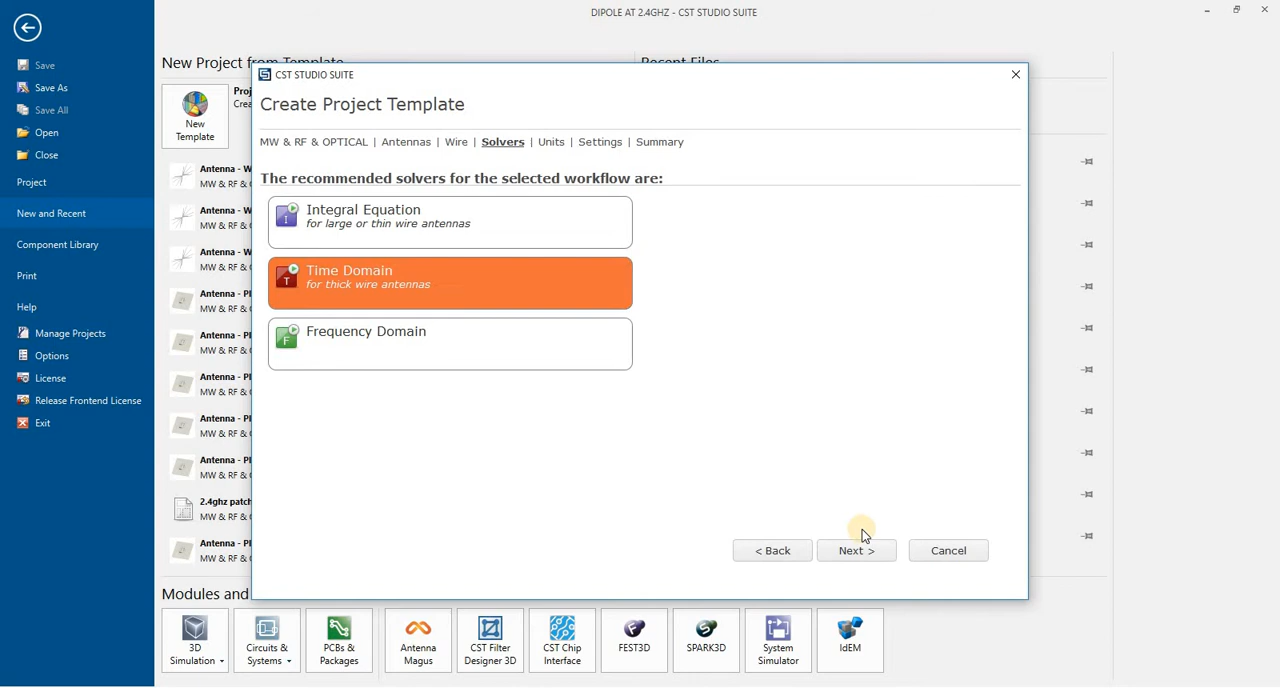 DIPOLE AT 2.4GHZ - CST STUDIO SUITE
Save
Save As
Save All
Open
Close
Project
New and Recent
Component Library
Print
Help
Manage Projects
Options
License
Release Frontend License
Exit
New Project from Template
Recent Files
New
Template
Antenna - W
MW & RF & O
Antenna - W
MW & RF & O
Antenna - W
MW & RF & O
Antenna - Pl
MW & RF & O
Antenna - Pl
MW & RF & O
Antenna - Pl
MW & RF & O
Antenna - Pl
MW & RF & O
Antenna - Pl
MW & RF & O
2.4ghz patch
MW & RF & O
Antenna - Pl
MW & RF & O
CST STUDIO SUITE
Create Project Template
MW & RF & OPTICAL | Antennas | Wire | Solvers | Units | Settings | Summary
The recommended solvers for the selected workflow are:
Integral Equation
for large or thin wire antennas
Time Domain
for thick wire antennas
Frequency Domain
< Back
Next >
Cancel
Modules and
3D
Simulation
Circuits &
Systems
PCBs &
Packages
Antenna
Magus
CST Filter
Designer 3D
CST Chip
Interface
FEST3D
SPARK3D
System
Simulator
IdEM